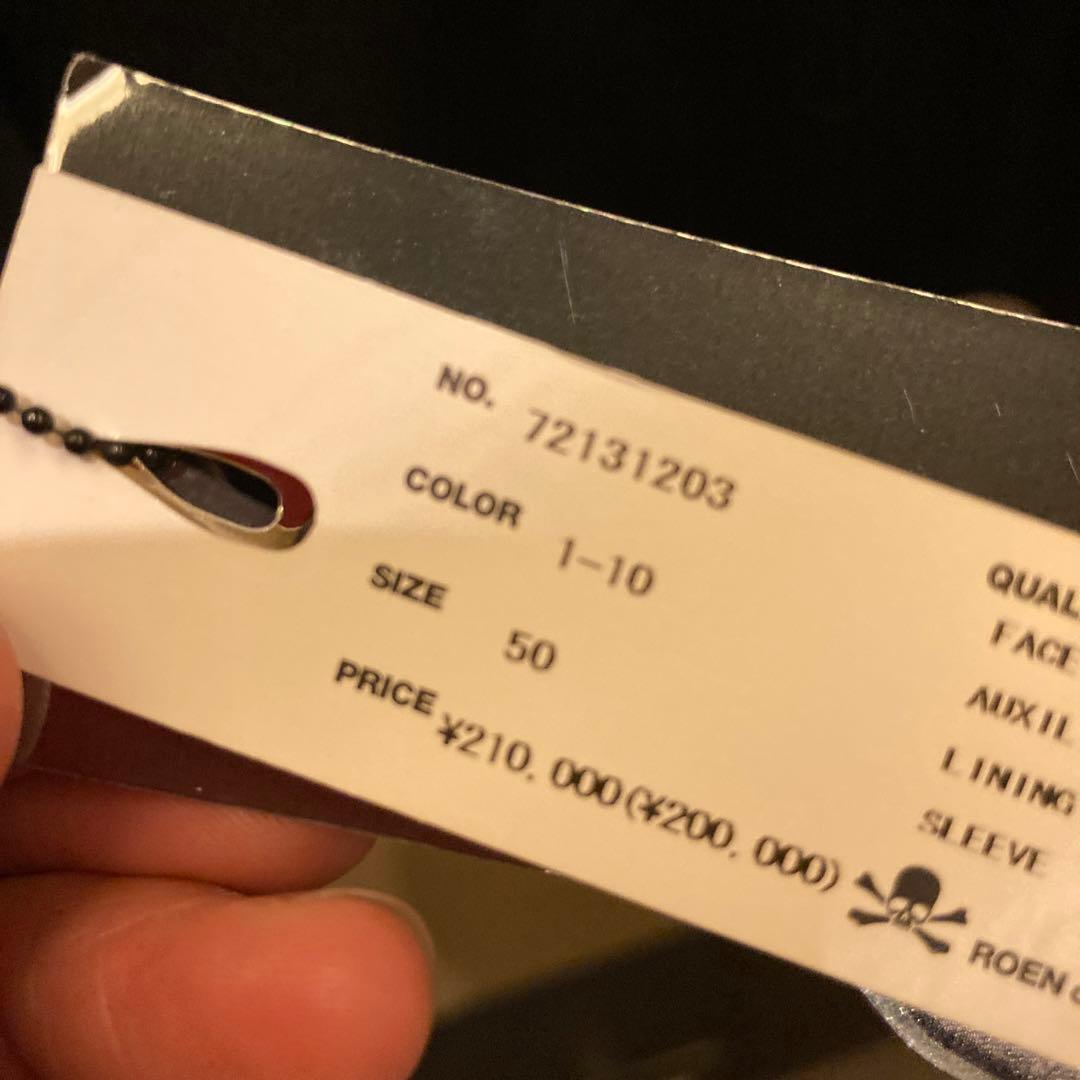 NO. 72131203
COLOR 1-10
SIZE 50
PRICE ¥210,000(¥200,000)
QUAL
FACE
AUXIL
LINING
SLEEVE
ROEN